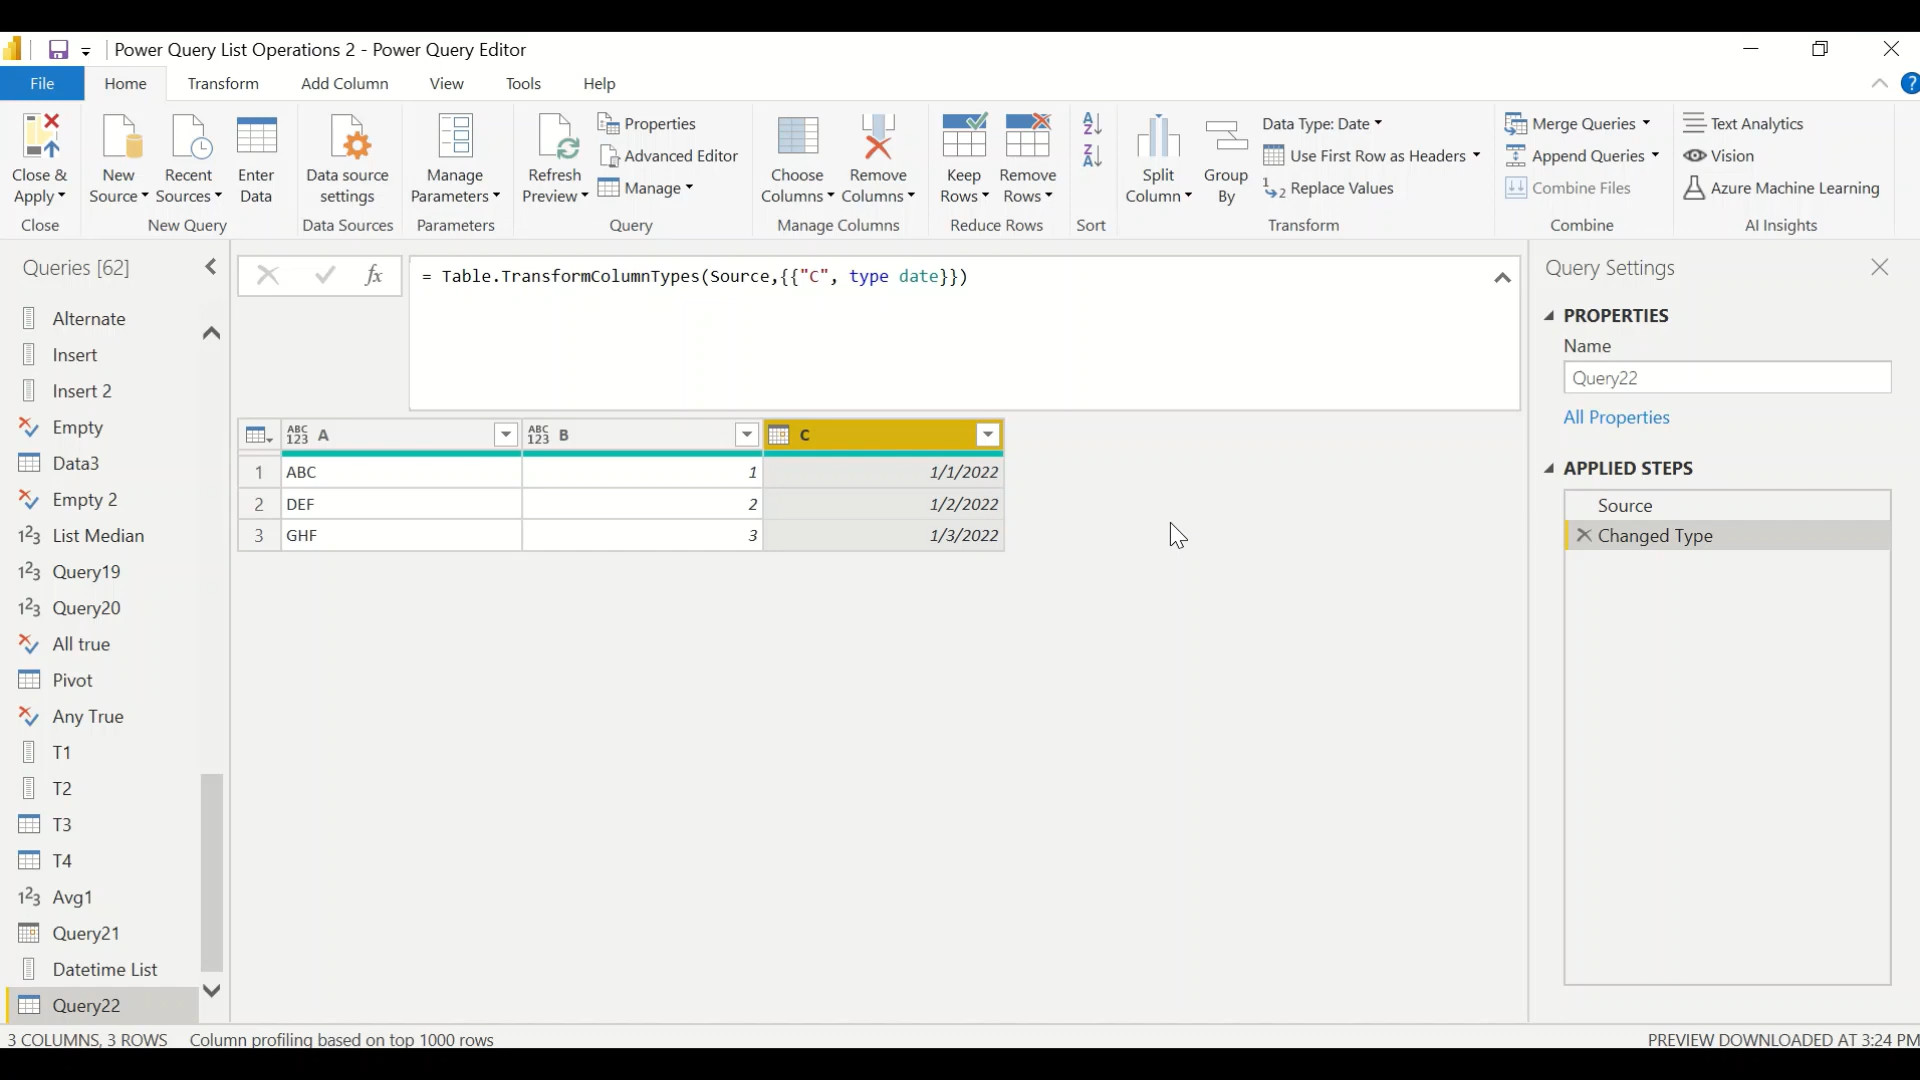 Power Query List Operations 2 - Power Query Editor
File Home Transform Add Column View Tools Help
Close & Apply
Close
New Source
Recent Sources
Enter Data
New Query
Data source settings
Data Sources
Manage Parameters
Parameters
Refresh Preview
Properties
Advanced Editor
Manage
Query
Choose Columns
Remove Columns
Manage Columns
Keep Rows
Remove Rows
Reduce Rows
Sort
Split Column
Group By
Data Type: Date
Use First Row as Headers
Replace Values
Transform
Merge Queries
Append Queries
Combine Files
Combine
Text Analytics
Vision
Azure Machine Learning
AI Insights
Queries [62]
Alternate
Insert
Insert 2
Empty
Data3
Empty 2
List Median
Query19
Query20
All true
Pivot
Any True
T1
T2
T3
T4
Avg1
Query21
Datetime List
Query22
fx
= Table.TransformColumnTypes(Source,{{"C", type date}})
ABC 123 A ABC 123 B C
1 ABC 1 1/1/2022
2 DEF 2 1/2/2022
3 GHF 3 1/3/2022
Query Settings
PROPERTIES
Name
Query22
All Properties
APPLIED STEPS
Source
Changed Type
3 COLUMNS, 3 ROWS Column profiling based on top 1000 rows
PREVIEW DOWNLOADED AT 3:24 PM